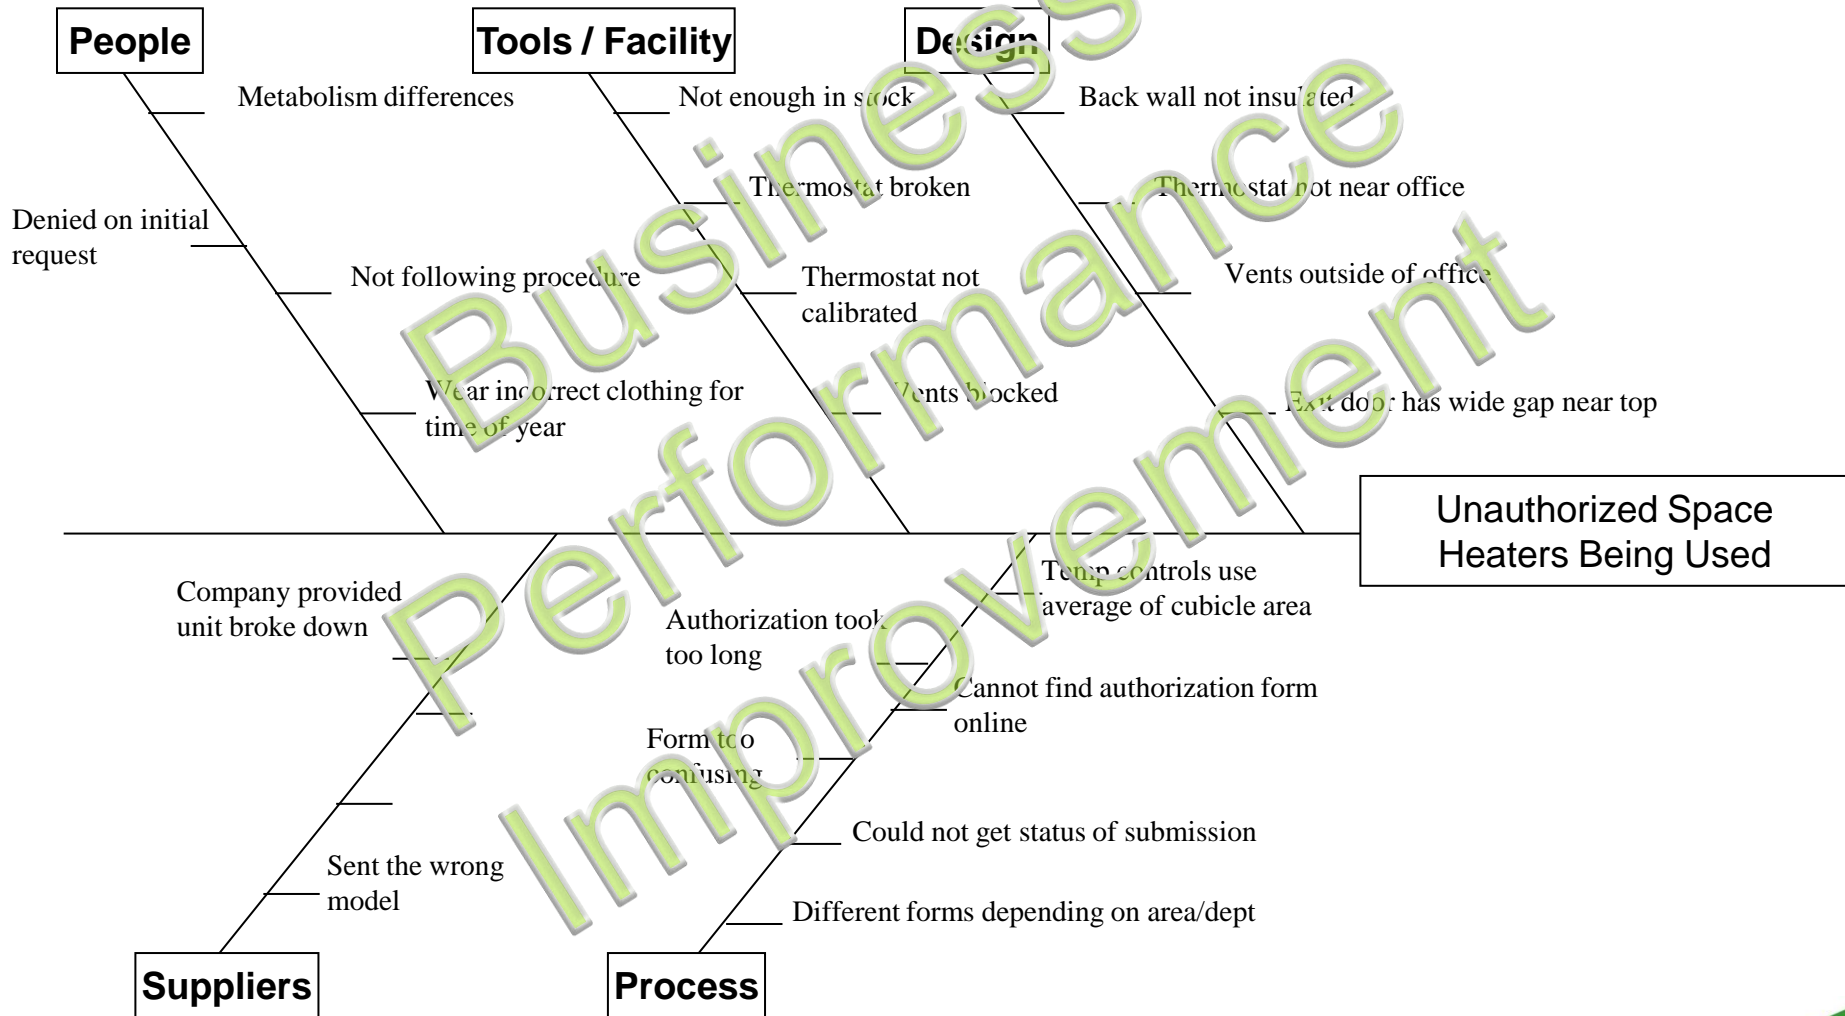 People
Tools / Facility
Design
Metabolism differences
Denied on initial
request
Not following procedure
Wear incorrect clothing for
time of year
Not enough in stock
Thermostat broken
Thermostat not
calibrated
Vents blocked
Back wall not insulated
Thermostat not near office
Vents outside of office
Exit door has wide gap near top
Unauthorized Space
Heaters Being Used
Company provided
unit broke down
Sent the wrong
model
Authorization took
too long
Form too
confusing
Temp controls use
average of cubicle area
Cannot find authorization form
online
Could not get status of submission
Different forms depending on area/dept
Suppliers
Process
Business
Performance
Improvement